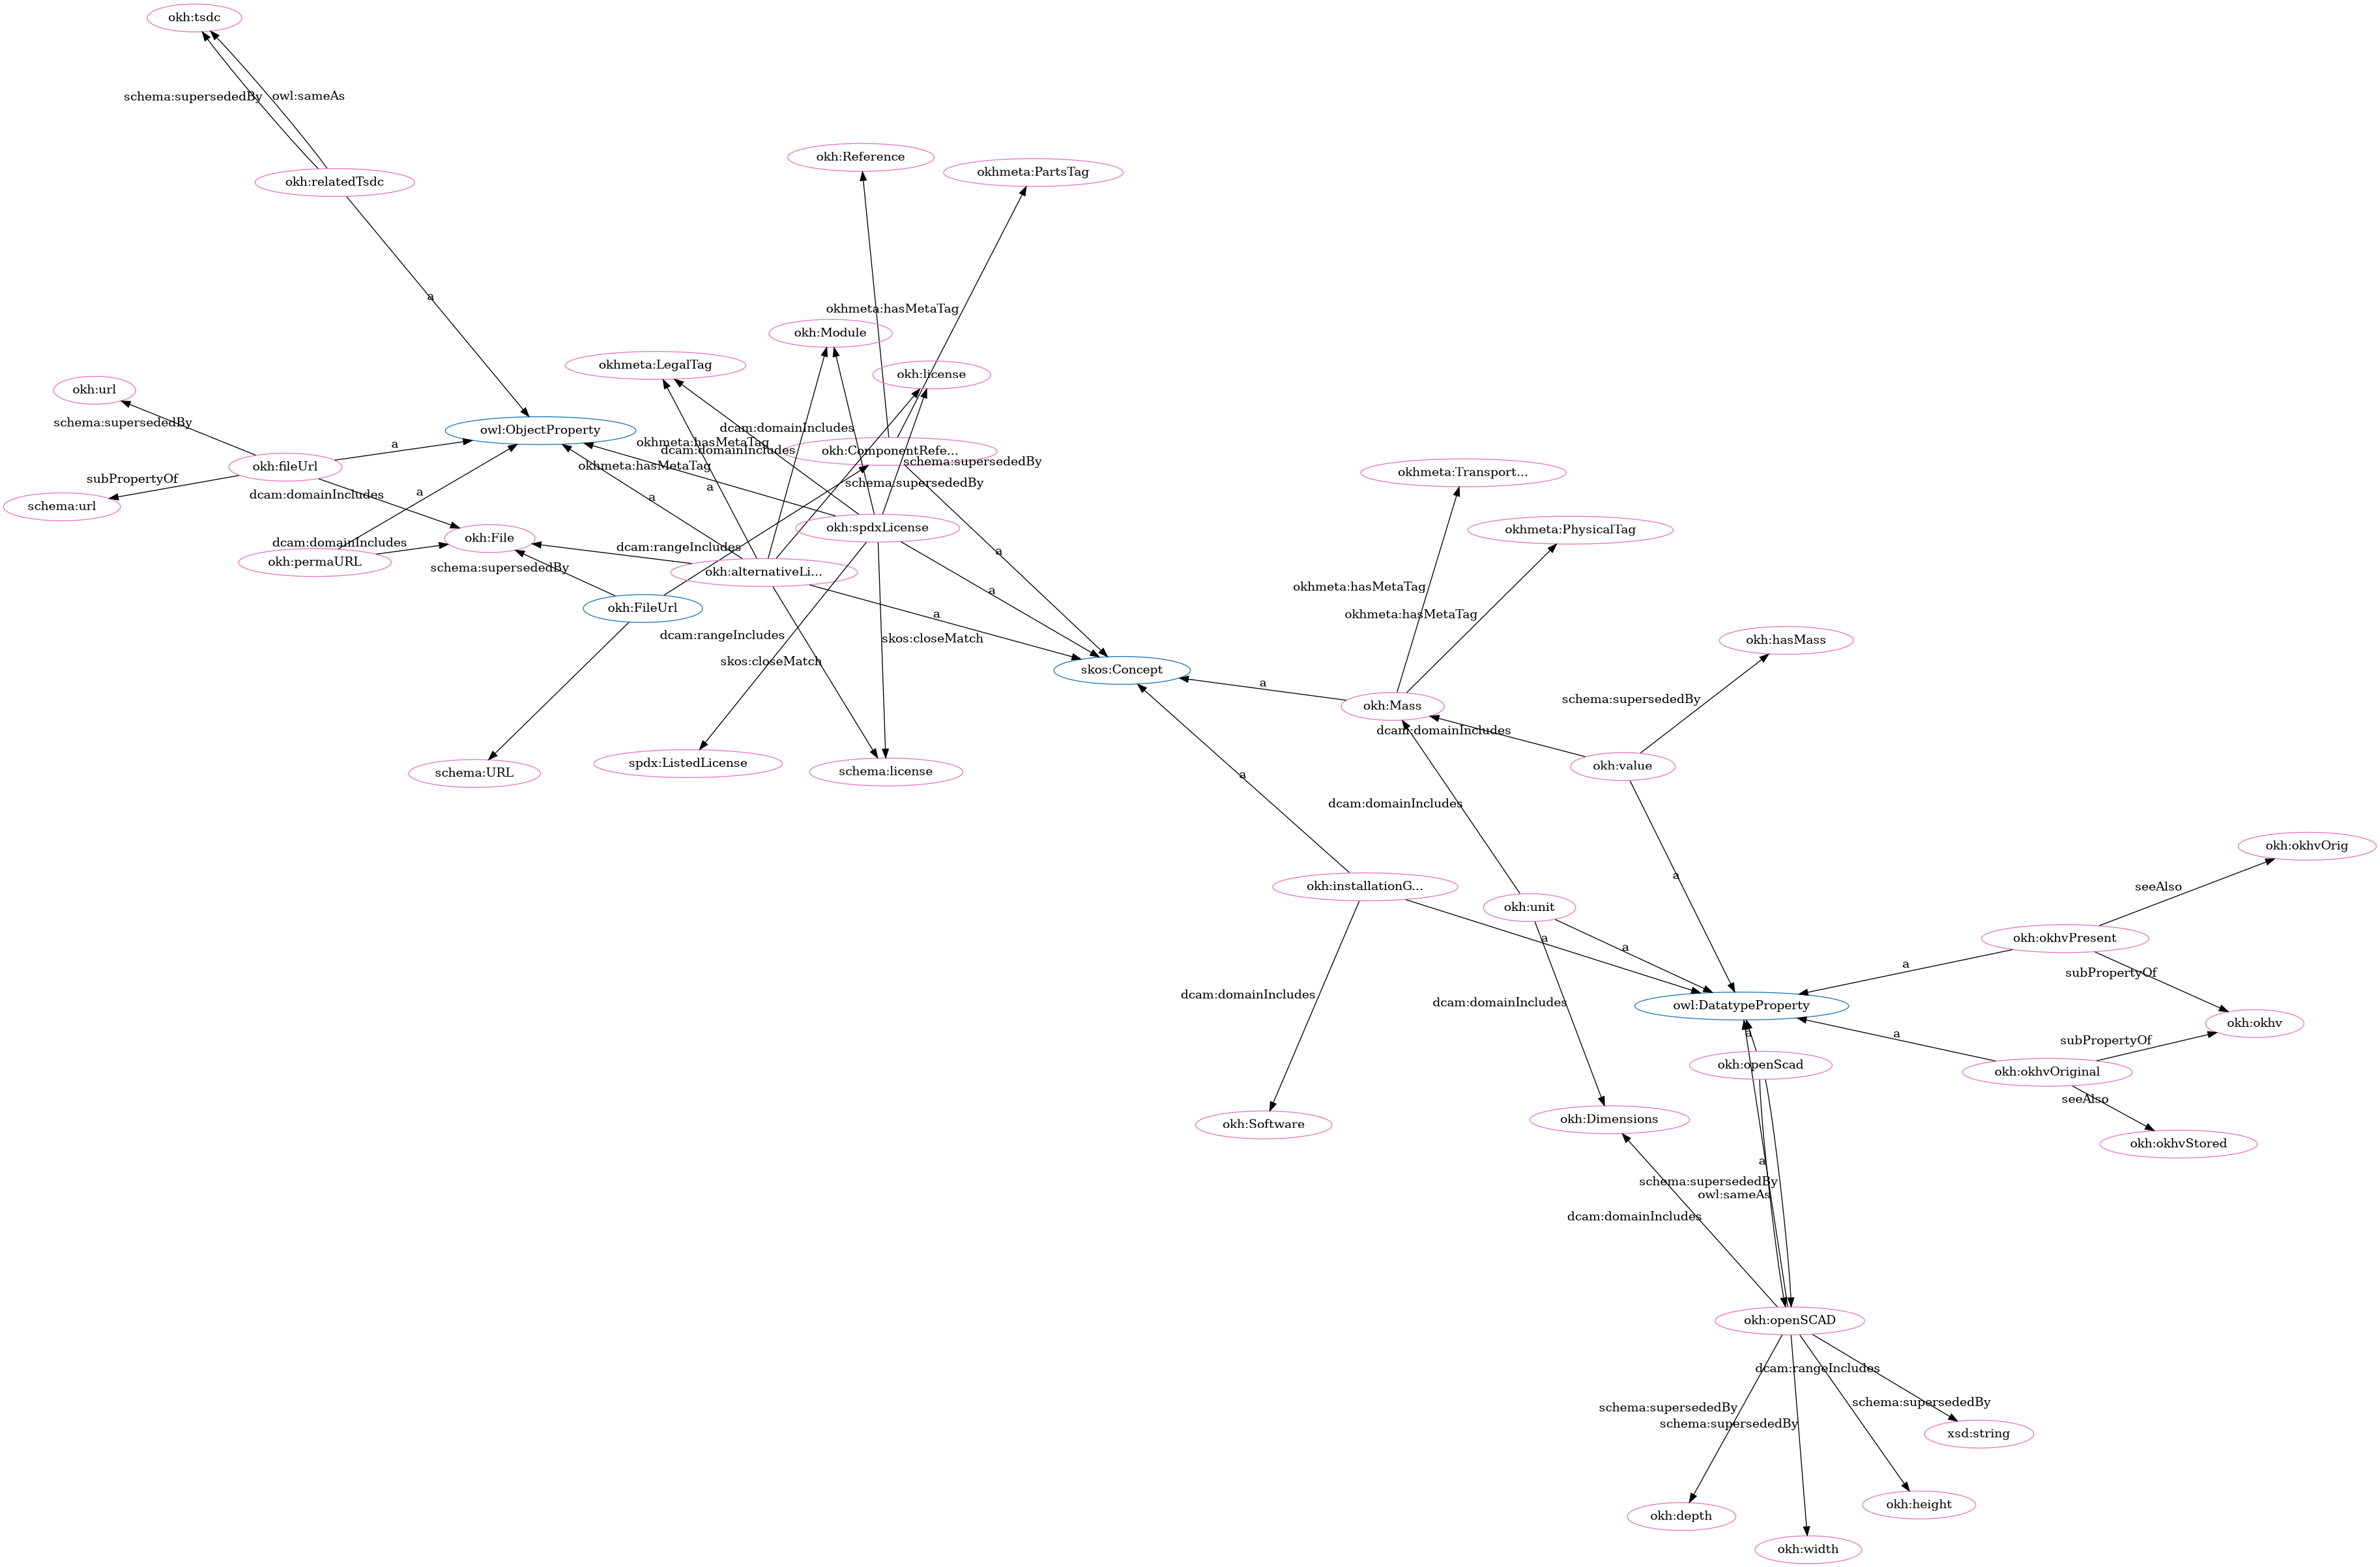 okh:tsdc
schema:supersededBy
owl:sameAs
okh:Reference
okhmeta:PartsTag
okh:relatedTsdc
a
okhmeta:hasMetaTag
okh:Module
okhmeta:LegalTag
okh:license
okh:url
schema:supersededBy
owl:ObjectProperty
dcam:domainIncludes
okhmeta:hasMetaTag
dcam:domainIncludes
a
okh:ComponentRefe...
okh:fileUrl
okhmeta:hasMetaTag
schema:supersededBy
okhmeta:Transport...
subPropertyOf
schema:supersededBy
a
dcam:domainIncludes
a
a
schema:url
okh:spdxLicense
okhmeta:PhysicalTag
okh:File
dcam:domainIncludes
dcam:rangeIncludes
a
okh:permaURL
schema:supersededBy
okh:alternativeLi...
okhmeta:hasMetaTag
a
okh:FileUrl
a
okhmeta:hasMetaTag
dcam:rangeIncludes
skos:closeMatch
okh:hasMass
skos:closeMatch
skos:Concept
a
schema:supersededBy
okh:Mass
dcam:domainIncludes
schema:URL
spdx:ListedLicense
schema:license
a
okh:value
dcam:domainIncludes
okh:okhvOrig
okh:installationG...
a
seeAlso
okh:unit
a
a
okh:okhvPresent
a
subPropertyOf
dcam:domainIncludes
dcam:domainIncludes
owl:DatatypeProperty
okh:okhv
a
a
subPropertyOf
okh:openScad
okh:okhvOriginal
seeAlso
okh:Software
okh:Dimensions
okh:okhvStored
a
schema:supersededBy
owl:sameAs
dcam:domainIncludes
okh:openSCAD
dcam:rangeIncludes
schema:supersededBy
schema:supersededBy
schema:supersededBy
xsd:string
okh:depth
okh:height
okh:width